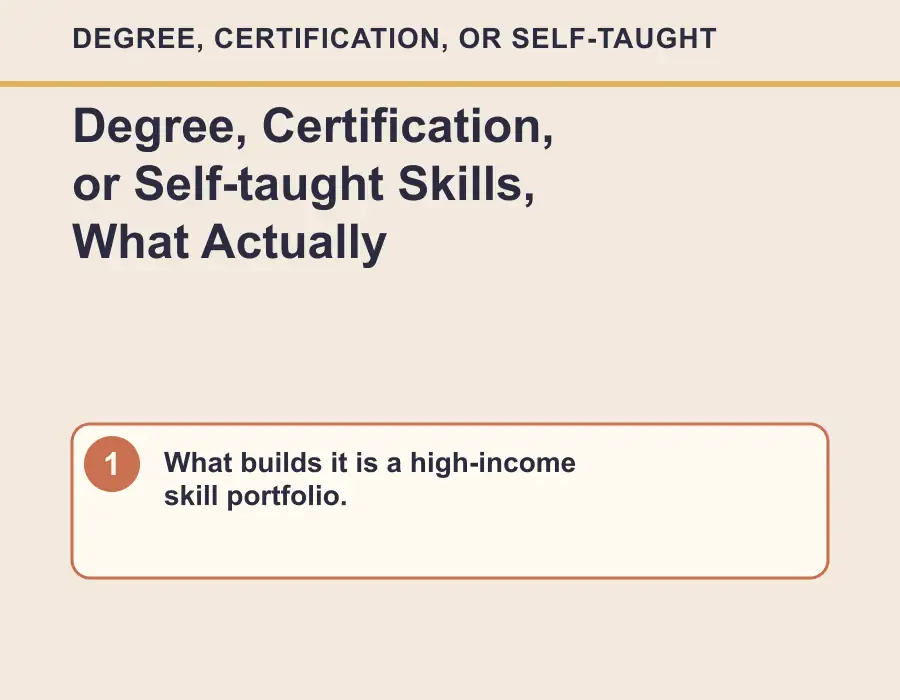 DEGREE, CERTIFICATION, OR SELF-TAUGHT
Degree, Certification,
or Self-taught Skills,
What Actually
1
What builds it is a high-income
skill portfolio.